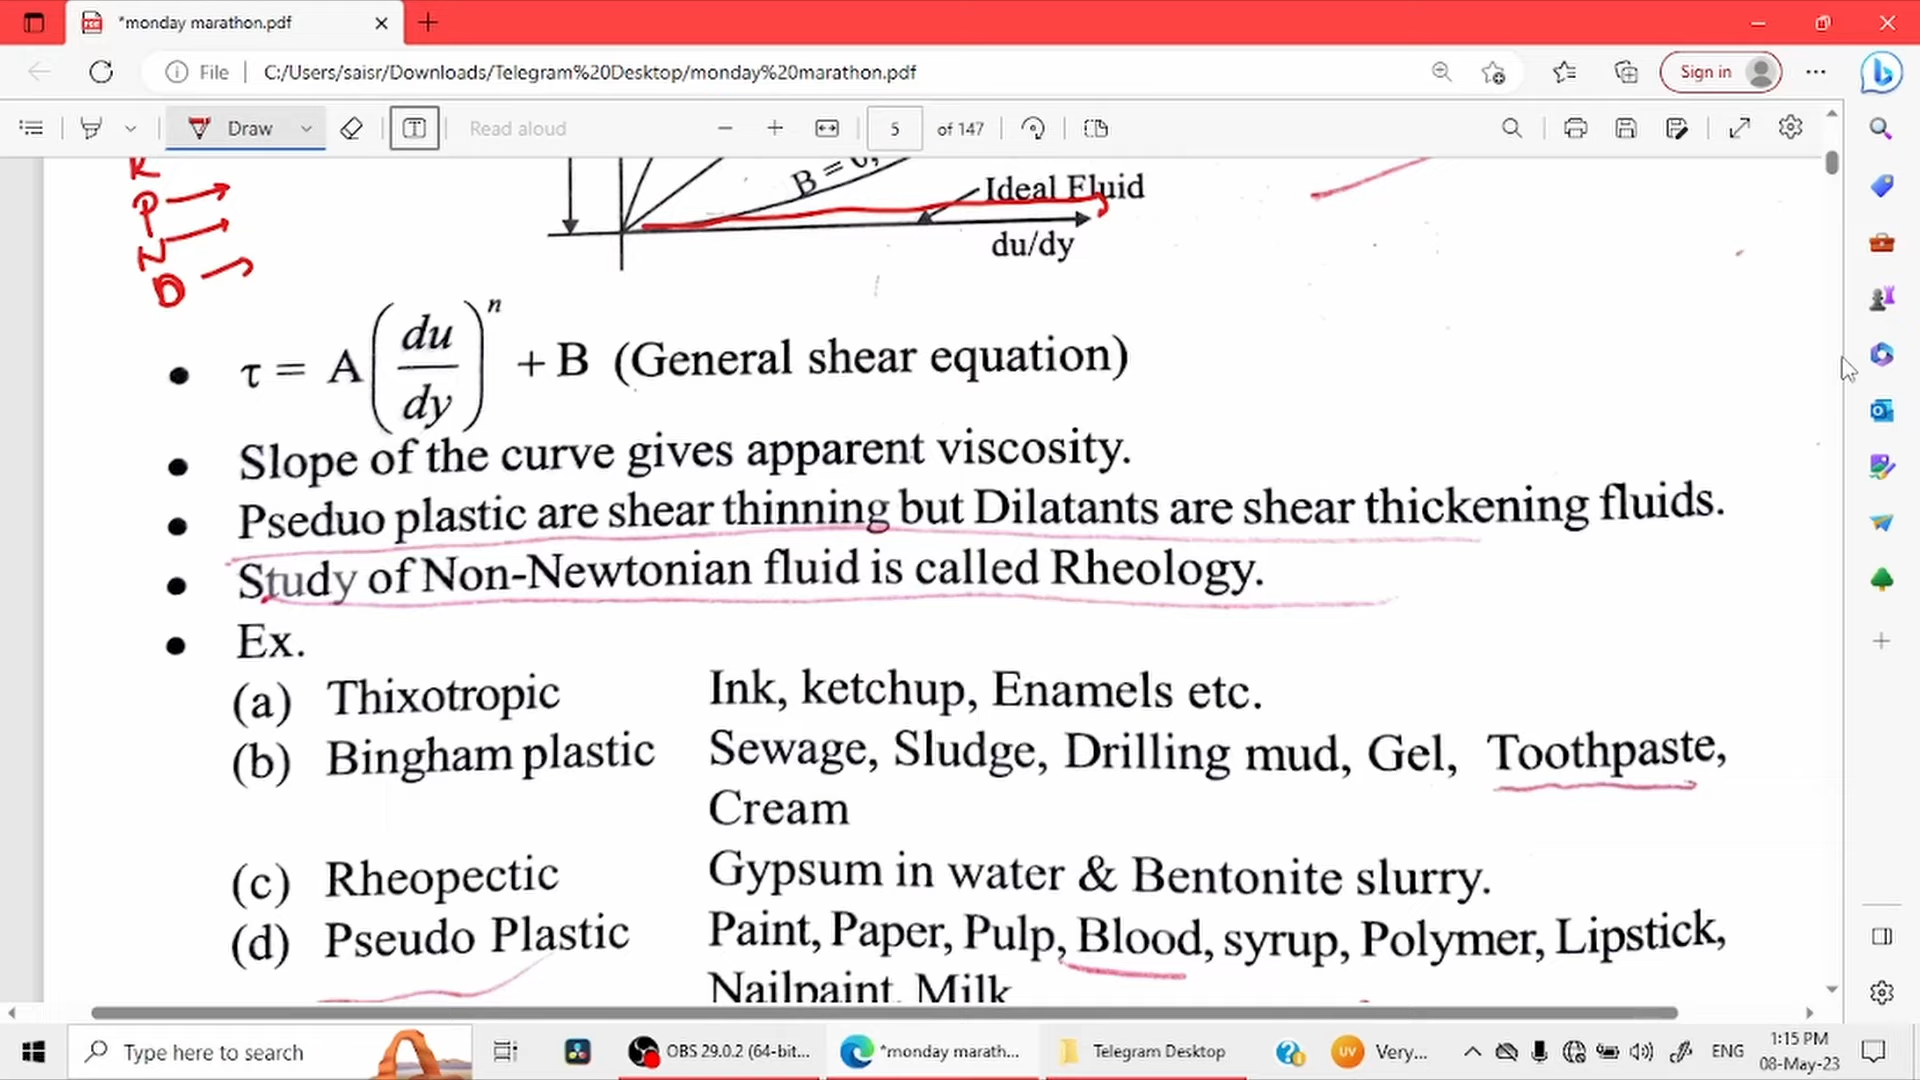 *monday marathon.pdf
File
C:/Users/saisr/Downloads/Telegram%20Desktop/monday%20marathon.pdf
Sign in
Draw
Read aloud
5
of 147
R
P
N
D
B = 0,
Ideal Fluid
du/dy
• τ = A(du/dy)^n + B (General shear equation)
• Slope of the curve gives apparent viscosity.
• Pseduo plastic are shear thinning but Dilatants are shear thickening fluids.
• Study of Non-Newtonian fluid is called Rheology.
• Ex.
(a) Thixotropic Ink, ketchup, Enamels etc.
(b) Bingham plastic Sewage, Sludge, Drilling mud, Gel, Toothpaste,
Cream
(c) Rheopectic Gypsum in water & Bentonite slurry.
(d) Pseudo Plastic Paint, Paper, Pulp, Blood, syrup, Polymer, Lipstick,
Nailpaint, Milk
Type here to search
OBS 29.0.2 (64-bit...
*monday marath...
Telegram Desktop
UV
Very...
ENG
1:15 PM
08-May-23